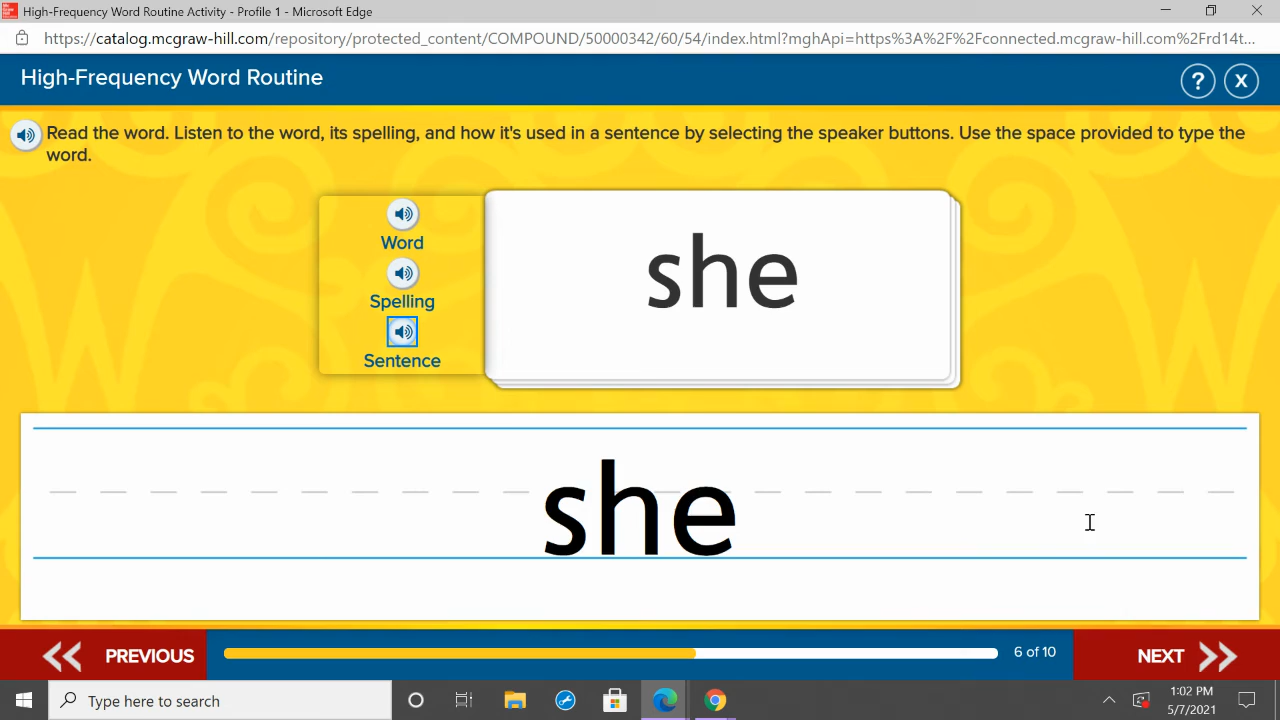 High-Frequency Word Routine Activity - Profile 1 - Microsoft Edge
https://catalog.mcgraw-hill.com/repository/protected_content/COMPOUND/50000342/60/54/index.html?mghApi=https%3A%2F%2Fconnected.mcgraw-hill.com%2Frd14t...
High-Frequency Word Routine
? X
Read the word. Listen to the word, its spelling, and how it's used in a sentence by selecting the speaker buttons. Use the space provided to type the
word.
Word
she
Spelling
Sentence
she
PREVIOUS
6 of 10
NEXT
Type here to search
1:02 PM
5/7/2021